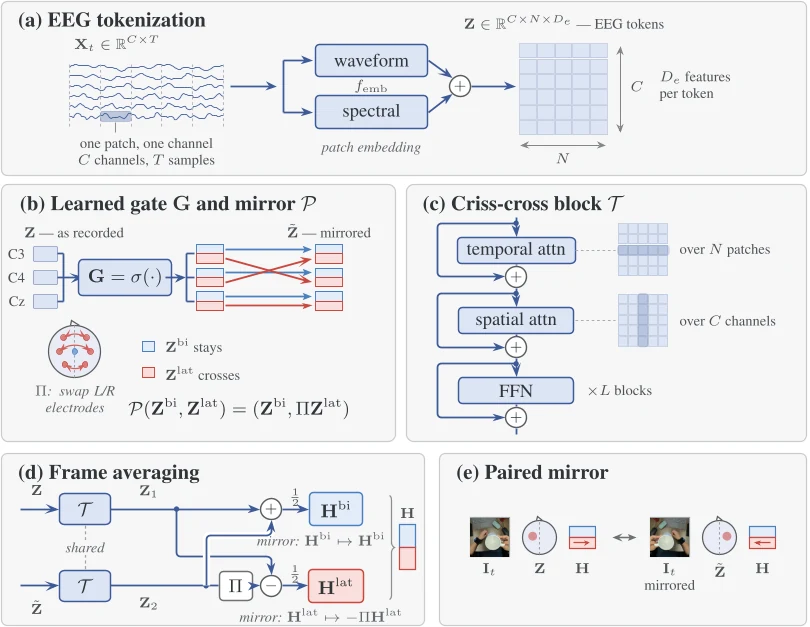 (a) EEG tokenization
X_t ∈ ℝ^{C×T}
Z ∈ ℝ^{C×N×D_e} — EEG tokens
waveform
f_emb
spectral
+
C
D_e features
per token
one patch, one channel
C channels, T samples
patch embedding
N
(b) Learned gate G and mirror 𝒫
Z — as recorded
Z̃ — mirrored
C3
C4
Cz
G = σ(·)
Z^bi stays
Z^lat crosses
Π: swap L/R
electrodes
𝒫(Z^bi, Z^lat) = (Z^bi, ΠZ^lat)
(c) Criss-cross block 𝒯
temporal attn
over N patches
+
spatial attn
over C channels
+
FFN
×L blocks
+
(d) Frame averaging
Z
𝒯
Z_1
+
1/2
H^bi
H
mirror: H^bi ↦ H^bi
shared
Z̃
𝒯
Z_2
Π
−
1/2
H^lat
mirror: H^lat ↦ −ΠH^lat
(e) Paired mirror
I_t
Z
H
I_t
Z̃
H
mirrored